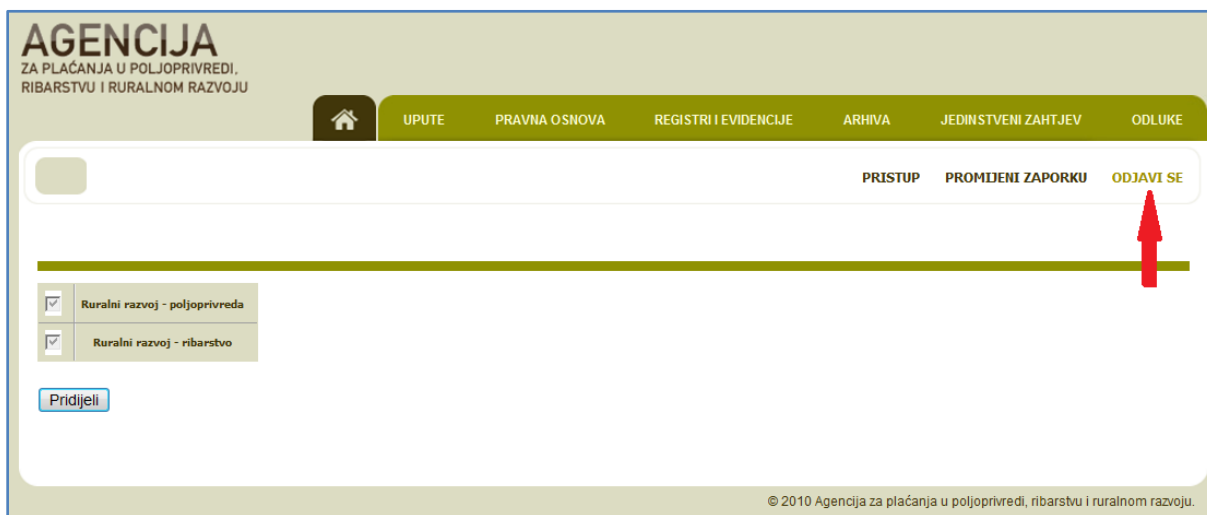 AGENCIJA
ZA PLAĆANJA U POLJOPRIVREDI,
RIBARSTVU I RURALNOM RAZVOJU
UPUTE PRAVNA OSNOVA REGISTRI I EVIDENCIJE ARHIVA JEDINSTVENI ZAHTJEV ODLUKE
PRISTUP PROMIJENI ZAPORKU ODJAVI SE
Ruralni razvoj - poljoprivreda
Ruralni razvoj - ribarstvo
Pridijeli
© 2010 Agencija za plaćanja u poljoprivredi, ribarstvu i ruralnom razvoju.